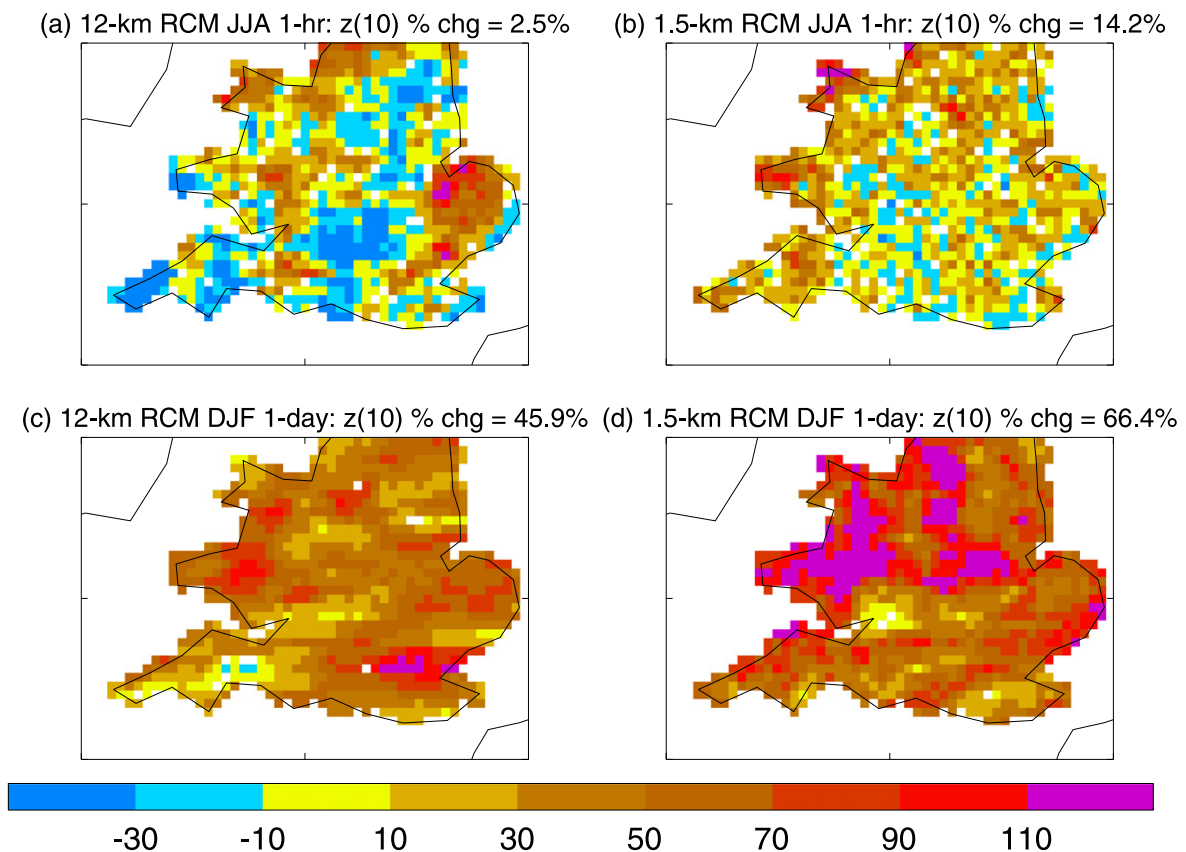 (a) 12-km RCM JJA 1-hr: z(10) % chg = 2.5%
(b) 1.5-km RCM JJA 1-hr: z(10) % chg = 14.2%
(c) 12-km RCM DJF 1-day: z(10) % chg = 45.9%
(d) 1.5-km RCM DJF 1-day: z(10) % chg = 66.4%
-30 -10 10 30 50 70 90 110